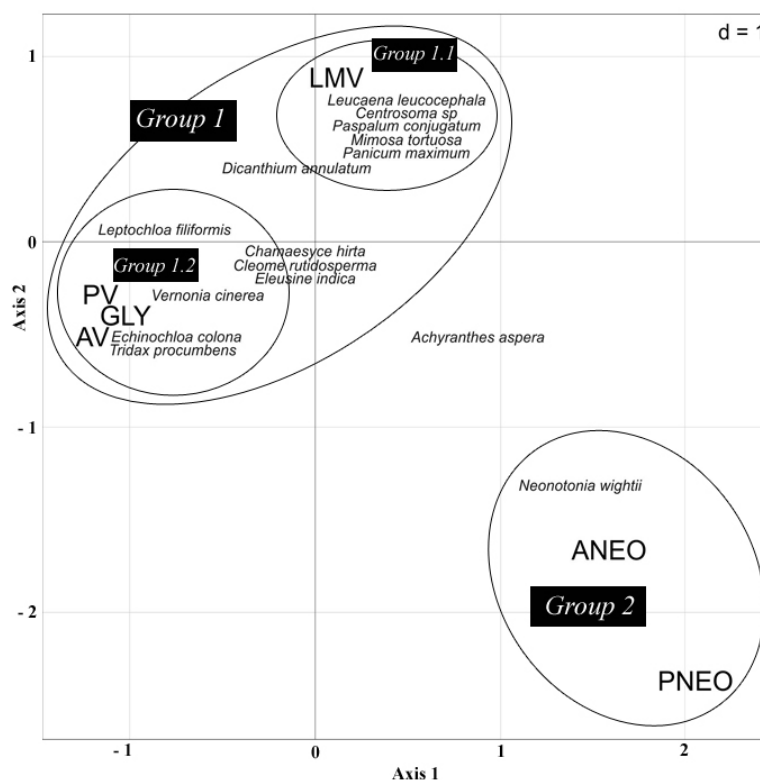 d = 1
1
Group 1.1
LMV
Leucaena leucocephala
Group 1
Centrosoma sp
Paspalum conjugatum
Mimosa tortuosa
Panicum maximum
Dicanthium annulatum
Leptochloa filiformis
0
Chamaesyce hirta
Group 1.2
Cleome rutidosperma
Eleusine indica
PV
Vernonia cinerea
GLY
AV
Echinochloa colona
Achyranthes aspera
Tridax procumbens
Axis 2
- 1
Neonotonia wightii
ANEO
Group 2
- 2
PNEO
- 1 0 1 2
Axis 1